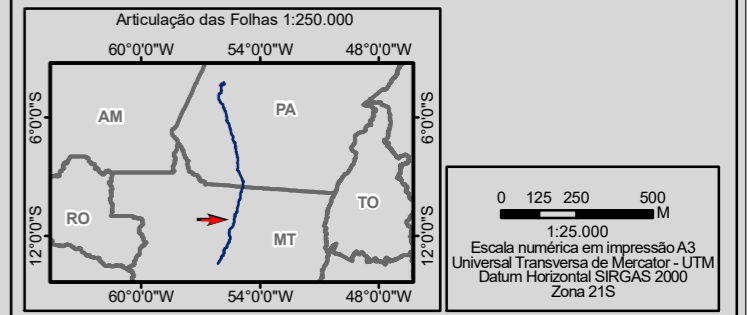 Articulação das Folhas 1:250.000
60°0'0"W 54°0'0"W 48°0'0"W
6°0'0"S
6°0'0"S
AM
PA
RO
TO
MT
12°0'0"S
12°0'0"S
60°0'0"W 54°0'0"W 48°0'0"W
0 125 250 500
M
1:25.000
Escala numérica em impressão A3
Universal Transversa de Mercator - UTM
Datum Horizontal SIRGAS 2000
Zona 21S